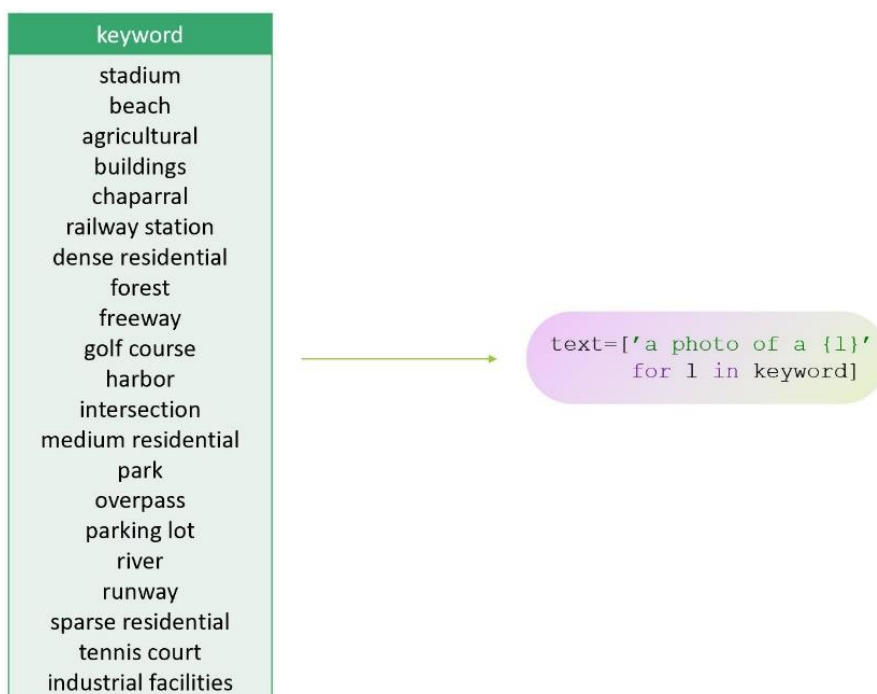 keyword
stadium
beach
agricultural
buildings
chaparral
railway station
dense residential
forest
freeway
golf course
harbor
intersection
medium residential
park
overpass
parking lot
river
runway
sparse residential
tennis court
industrial facilities
text=['a photo of a {l}'
for l in keyword]